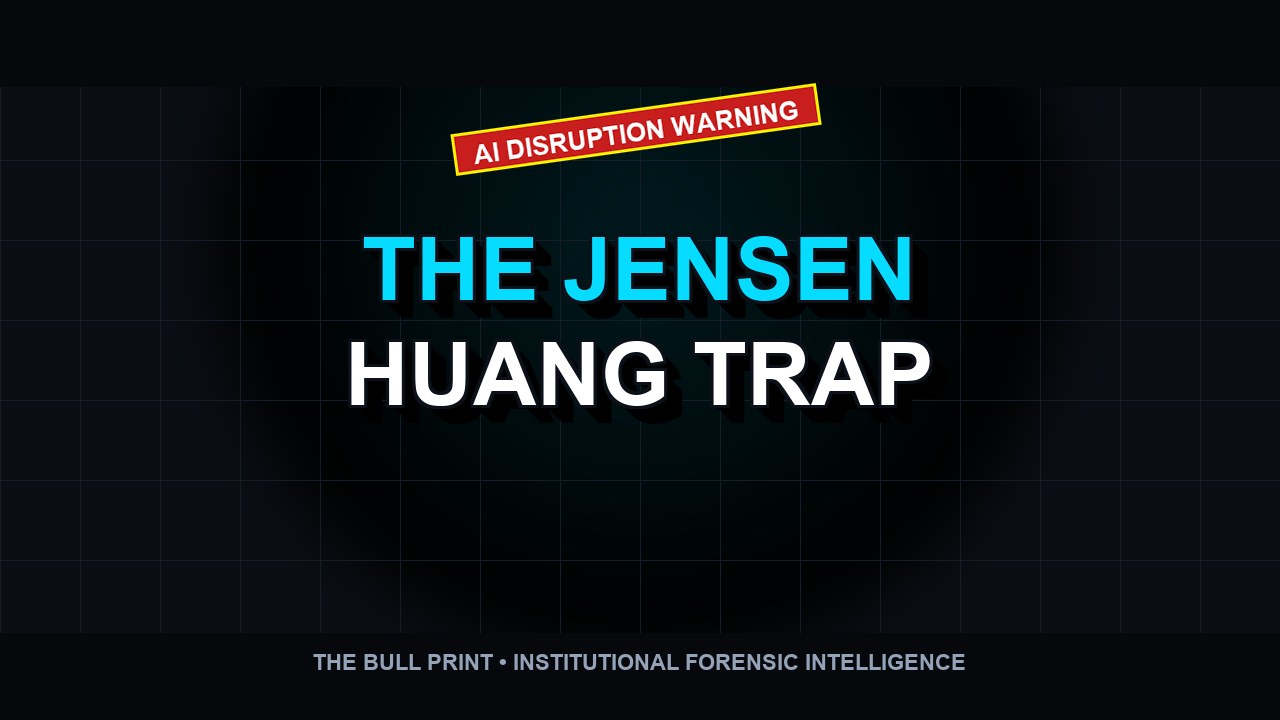 AI DISRUPTION WARNING
THE JENSEN
HUANG TRAP
THE BULL PRINT • INSTITUTIONAL FORENSIC INTELLIGENCE